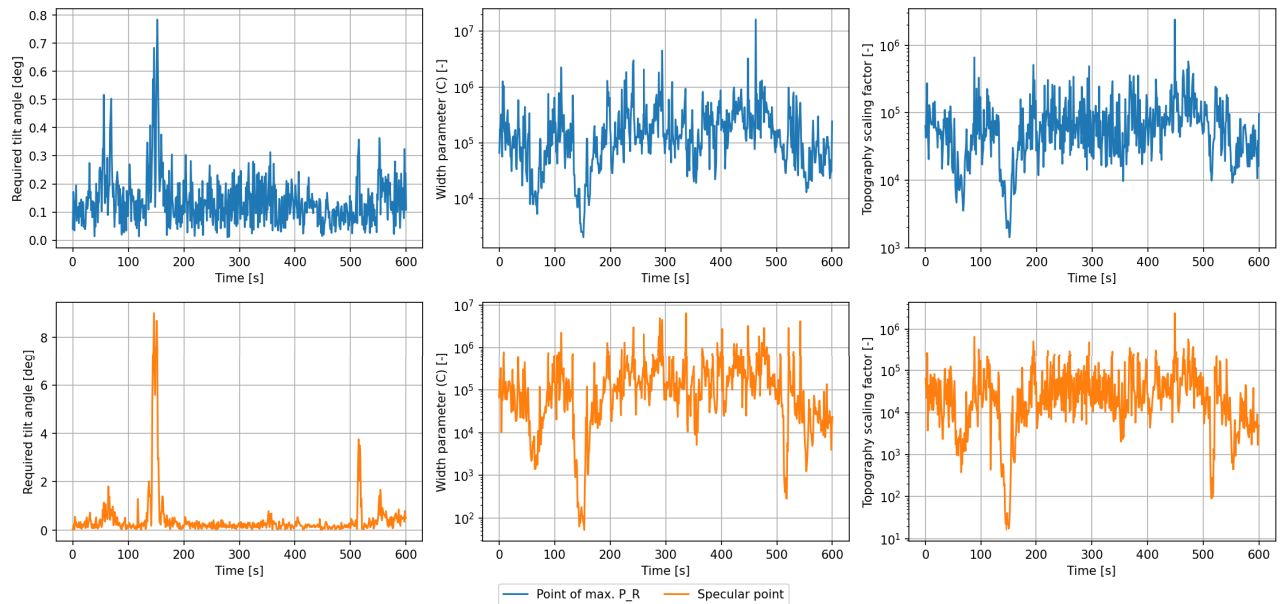 Required tilt angle [deg]
0.8
0.7
0.6
0.5
0.4
0.3
0.2
0.1
0.0
0 100 200 300 400 500 600
Time [s]
Width parameter (C) [-]
10⁷
10⁶
10⁵
10⁴
0 100 200 300 400 500 600
Time [s]
Topography scaling factor [-]
10⁶
10⁵
10⁴
10³
0 100 200 300 400 500 600
Time [s]
Required tilt angle [deg]
8
6
4
2
0
0 100 200 300 400 500 600
Time [s]
Width parameter (C) [-]
10⁷
10⁶
10⁵
10⁴
10³
10²
0 100 200 300 400 500 600
Time [s]
Topography scaling factor [-]
10⁶
10⁵
10⁴
10³
10²
10¹
0 100 200 300 400 500 600
Time [s]
Point of max. P_R Specular point